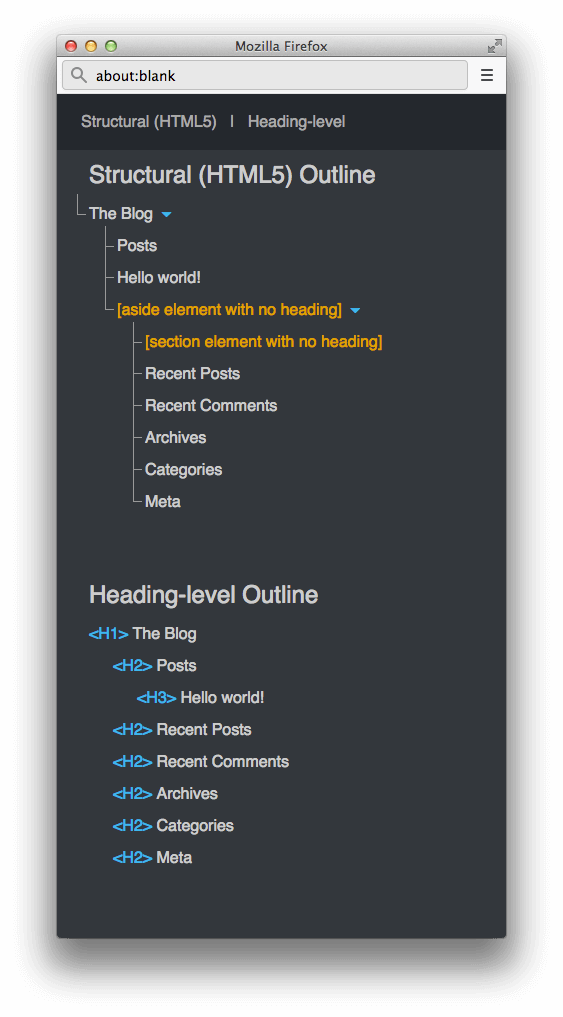 Mozilla Firefox
about:blank
Structural (HTML5) | Heading-level
Structural (HTML5) Outline
The Blog
Posts
Hello world!
[aside element with no heading]
[section element with no heading]
Recent Posts
Recent Comments
Archives
Categories
Meta
Heading-level Outline
<H1> The Blog
<H2> Posts
<H3> Hello world!
<H2> Recent Posts
<H2> Recent Comments
<H2> Archives
<H2> Categories
<H2> Meta